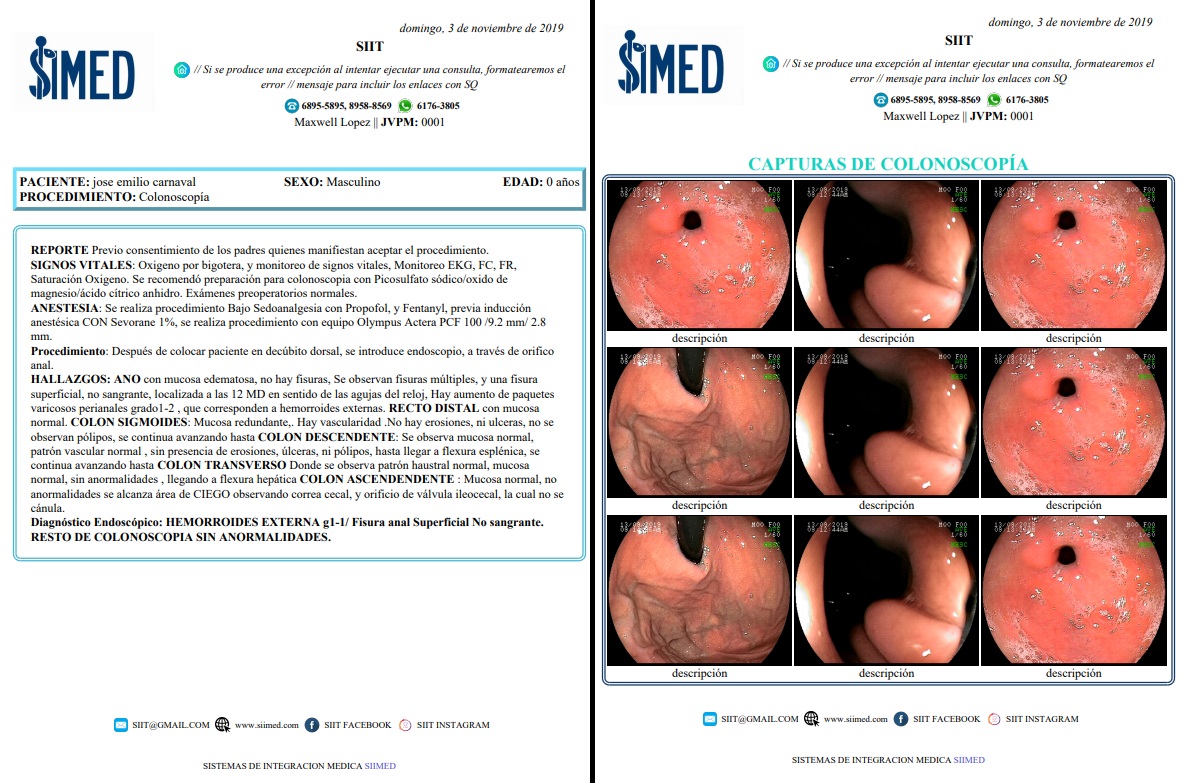 domingo, 3 de noviembre de 2019
SIIT
SIMED
// Si se produce una excepción al intentar ejecutar una consulta, formatearemos el
error // mensaje para incluir los enlaces con SQ
6895-5895, 8958-8569 6176-3805
Maxwell Lopez || JVPM: 0001
PACIENTE: jose emilio carnaval SEXO: Masculino EDAD: 0 años
PROCEDIMIENTO: Colonoscopía
REPORTE Previo consentimiento de los padres quienes manifiestan aceptar el procedimiento.
SIGNOS VITALES: Oxigeno por bigotera, y monitoreo de signos vitales, Monitoreo EKG, FC, FR,
Saturación Oxigeno. Se recomendó preparación para colonoscopia con Picosulfato sódico/oxido de
magnesio/ácido cítrico anhidro. Exámenes preoperatorios normales.
ANESTESIA: Se realiza procedimiento Bajo Sedoanalgesia con Propofol, y Fentanyl, previa inducción
anestésica CON Sevorane 1%, se realiza procedimiento con equipo Olympus Actera PCF 100 /9.2 mm/ 2.8
mm.
Procedimiento: Después de colocar paciente en decúbito dorsal, se introduce endoscopio, a través de orifico
anal.
HALLAZGOS: ANO con mucosa edematosa, no hay fisuras, Se observan fisuras múltiples, y una fisura
superficial, no sangrante, localizada a las 12 MD en sentido de las agujas del reloj, Hay aumento de paquetes
varicosos perianales grado1-2 , que corresponden a hemorroides externas. RECTO DISTAL con mucosa
normal. COLON SIGMOIDES: Mucosa redundante,. Hay vascularidad .No hay erosiones, ni ulceras, no se
observan pólipos, se continua avanzando hasta COLON DESCENDENTE: Se observa mucosa normal,
patrón vascular normal , sin presencia de erosiones, úlceras, ni pólipos, hasta llegar a flexura esplénica, se
continua avanzando hasta COLON TRANSVERSO Donde se observa patrón haustral normal, mucosa
normal, sin anormalidades , llegando a flexura hepática COLON ASCENDENDENTE : Mucosa normal, no
anormalidades se alcanza área de CIEGO observando correa cecal, y orificio de válvula ileocecal, la cual no se
cánula.
Diagnóstico Endoscópico: HEMORROIDES EXTERNA g1-1/ Fisura anal Superficial No sangrante.
RESTO DE COLONOSCOPIA SIN ANORMALIDADES.
SIIT@GMAIL.COM www.siimed.com SIIT FACEBOOK SIIT INSTAGRAM
SISTEMAS DE INTEGRACION MEDICA SIIMED
domingo, 3 de noviembre de 2019
SIIT
SIMED
// Si se produce una excepción al intentar ejecutar una consulta, formatearemos el
error // mensaje para incluir los enlaces con SQ
6895-5895, 8958-8569 6176-3805
Maxwell Lopez || JVPM: 0001
CAPTURAS DE COLONOSCOPÍA
descripción descripción descripción
descripción descripción descripción
descripción descripción descripción
SIIT@GMAIL.COM www.siimed.com SIIT FACEBOOK SIIT INSTAGRAM
SISTEMAS DE INTEGRACION MEDICA SIIMED